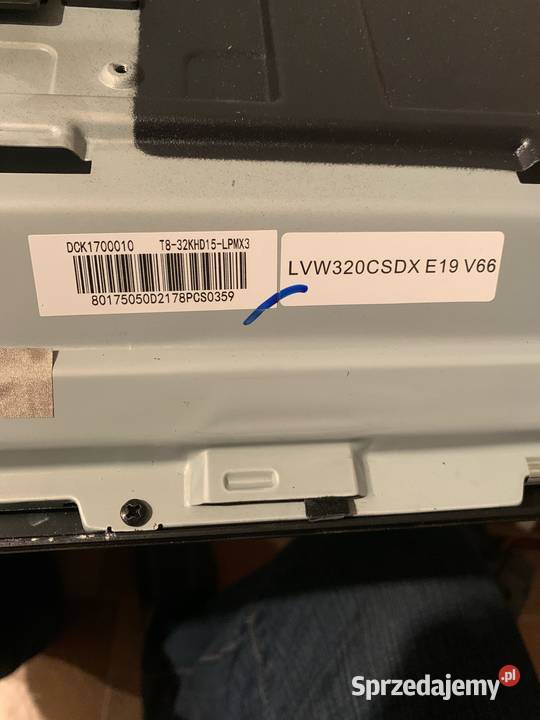 DCK1700010 T8-32KHD15-LPMX3
80175050D2178PCS0359
LVW320CSDX E19 V66
Sprzedajemy.pl